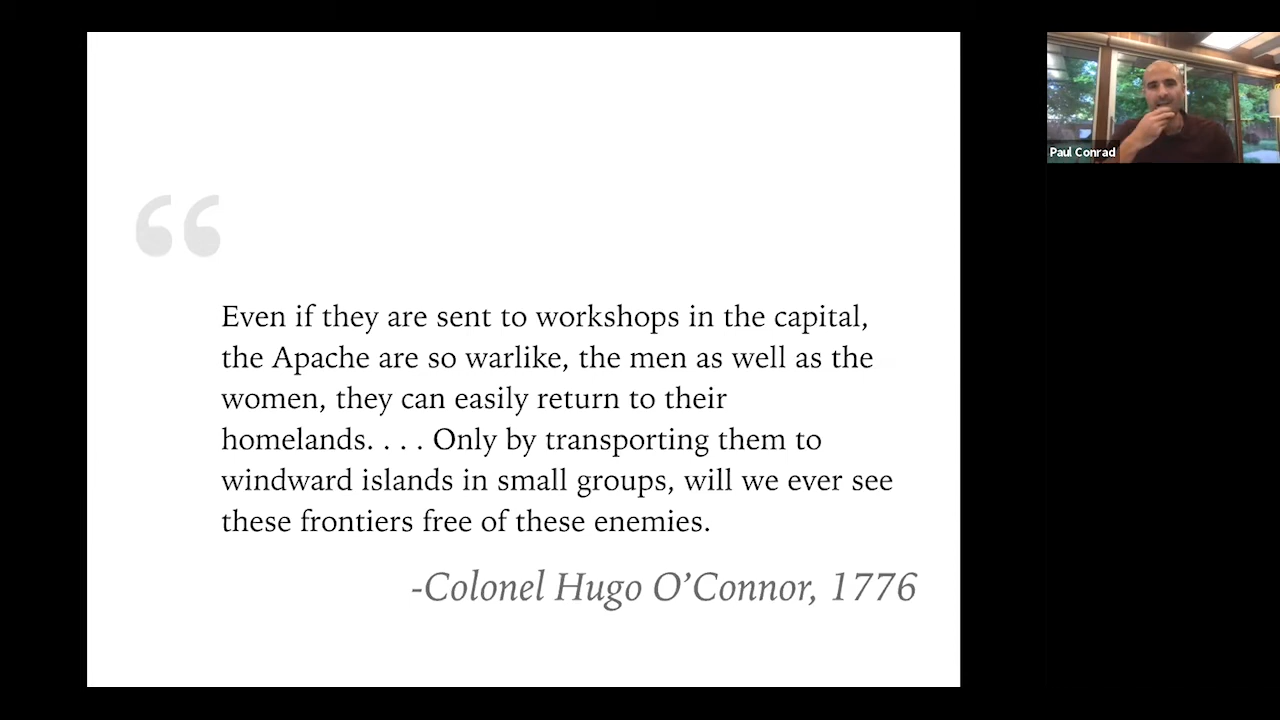 “
Even if they are sent to workshops in the capital,
the Apache are so warlike, the men as well as the
women, they can easily return to their
homelands. . . . Only by transporting them to
windward islands in small groups, will we ever see
these frontiers free of these enemies.
-Colonel Hugo O’Connor, 1776
Paul Conrad